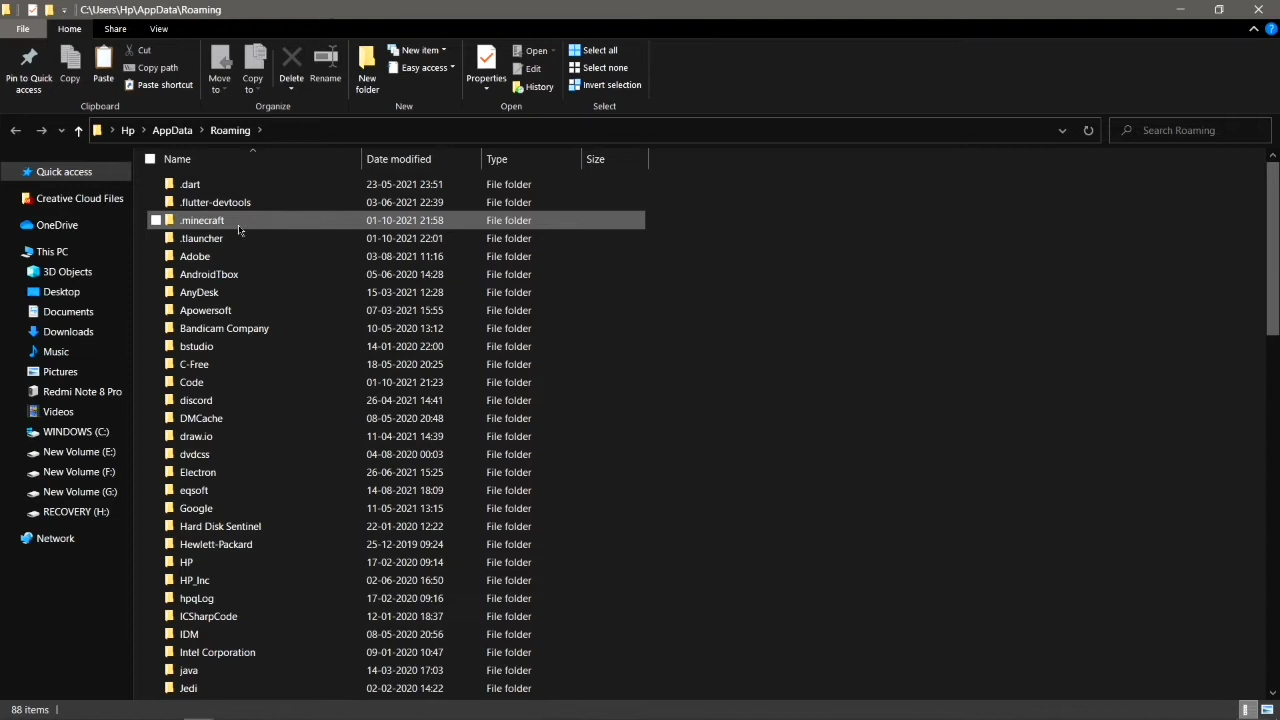 C:\Users\Hp\AppData\Roaming
File Home Share View
Pin to Quick access
Copy
Paste
Cut
Copy path
Paste shortcut
Clipboard
Move to
Copy to
Delete
Rename
Organize
New folder
New item
Easy access
New
Properties
Open
Edit
History
Open
Select all
Select none
Invert selection
Select
Hp > AppData > Roaming >
Search Roaming
Quick access
Creative Cloud Files
OneDrive
This PC
3D Objects
Desktop
Documents
Downloads
Music
Pictures
Redmi Note 8 Pro
Videos
WINDOWS (C:)
New Volume (E:)
New Volume (F:)
New Volume (G:)
RECOVERY (H:)
Network
Name Date modified Type Size
.dart 23-05-2021 23:51 File folder
.flutter-devtools 03-06-2021 22:39 File folder
.minecraft 01-10-2021 21:58 File folder
.tlauncher 01-10-2021 22:01 File folder
Adobe 03-08-2021 11:16 File folder
AndroidTbox 05-06-2020 14:28 File folder
AnyDesk 15-03-2021 12:28 File folder
Apowersoft 07-03-2021 15:55 File folder
Bandicam Company 10-05-2020 13:12 File folder
bstudio 14-01-2020 22:00 File folder
C-Free 18-05-2020 20:25 File folder
Code 01-10-2021 21:23 File folder
discord 26-04-2021 14:41 File folder
DMCache 08-05-2020 20:48 File folder
draw.io 11-04-2021 14:39 File folder
dvdcss 04-08-2020 00:03 File folder
Electron 26-06-2021 15:25 File folder
eqsoft 14-08-2021 18:09 File folder
Google 11-05-2021 13:15 File folder
Hard Disk Sentinel 22-01-2020 12:22 File folder
Hewlett-Packard 25-12-2019 09:24 File folder
HP 17-02-2020 09:14 File folder
HP_Inc 02-06-2020 16:50 File folder
hpqLog 17-02-2020 09:16 File folder
ICSharpCode 12-01-2020 18:37 File folder
IDM 08-05-2020 20:56 File folder
Intel Corporation 09-01-2020 10:47 File folder
java 14-03-2020 17:03 File folder
Jedi 02-02-2020 14:22 File folder
88 items